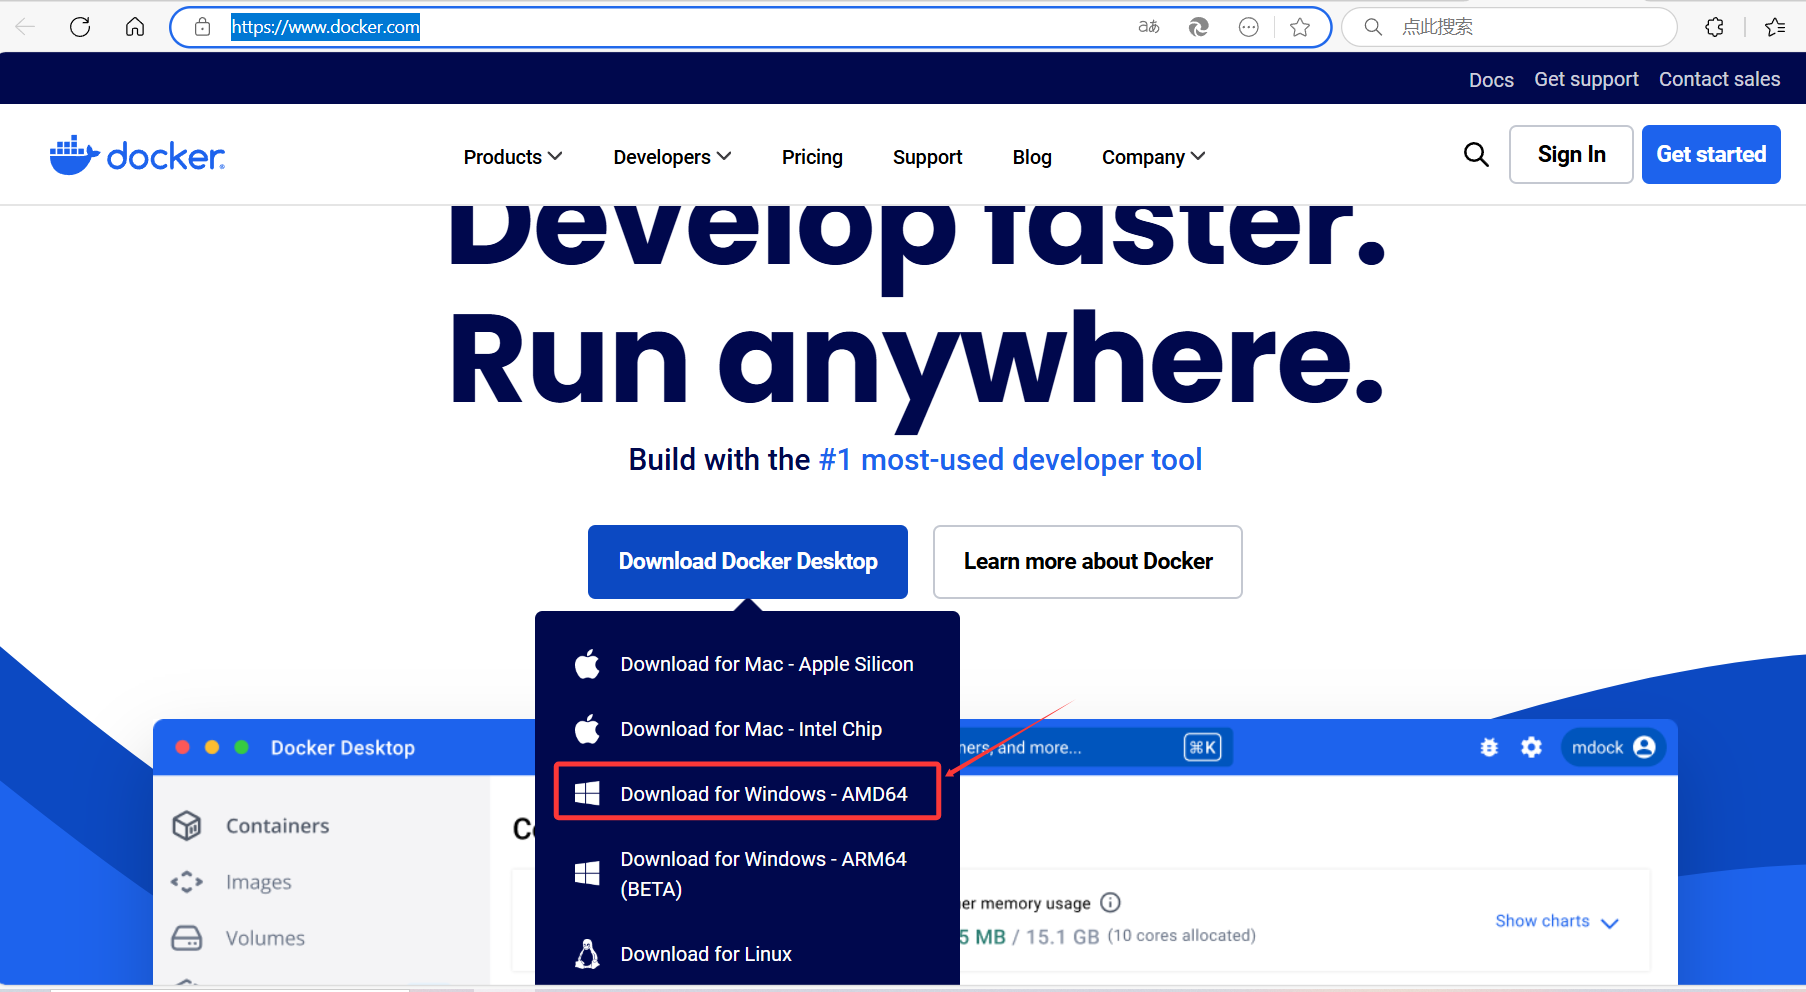 https://www.docker.com
aあ
点此搜索
Docs Get support Contact sales
docker
Products Developers Pricing Support Blog Company
Sign In
Get started
Develop faster.
Run anywhere.
Build with the #1 most-used developer tool
Download Docker Desktop
Learn more about Docker
Download for Mac - Apple Silicon
Download for Mac - Intel Chip
Download for Windows - AMD64
Download for Windows - ARM64
(BETA)
Download for Linux
Docker Desktop
and more...
⌘K
mdock
Containers
Images
Volumes
memory usage
MB / 15.1 GB (10 cores allocated)
Show charts